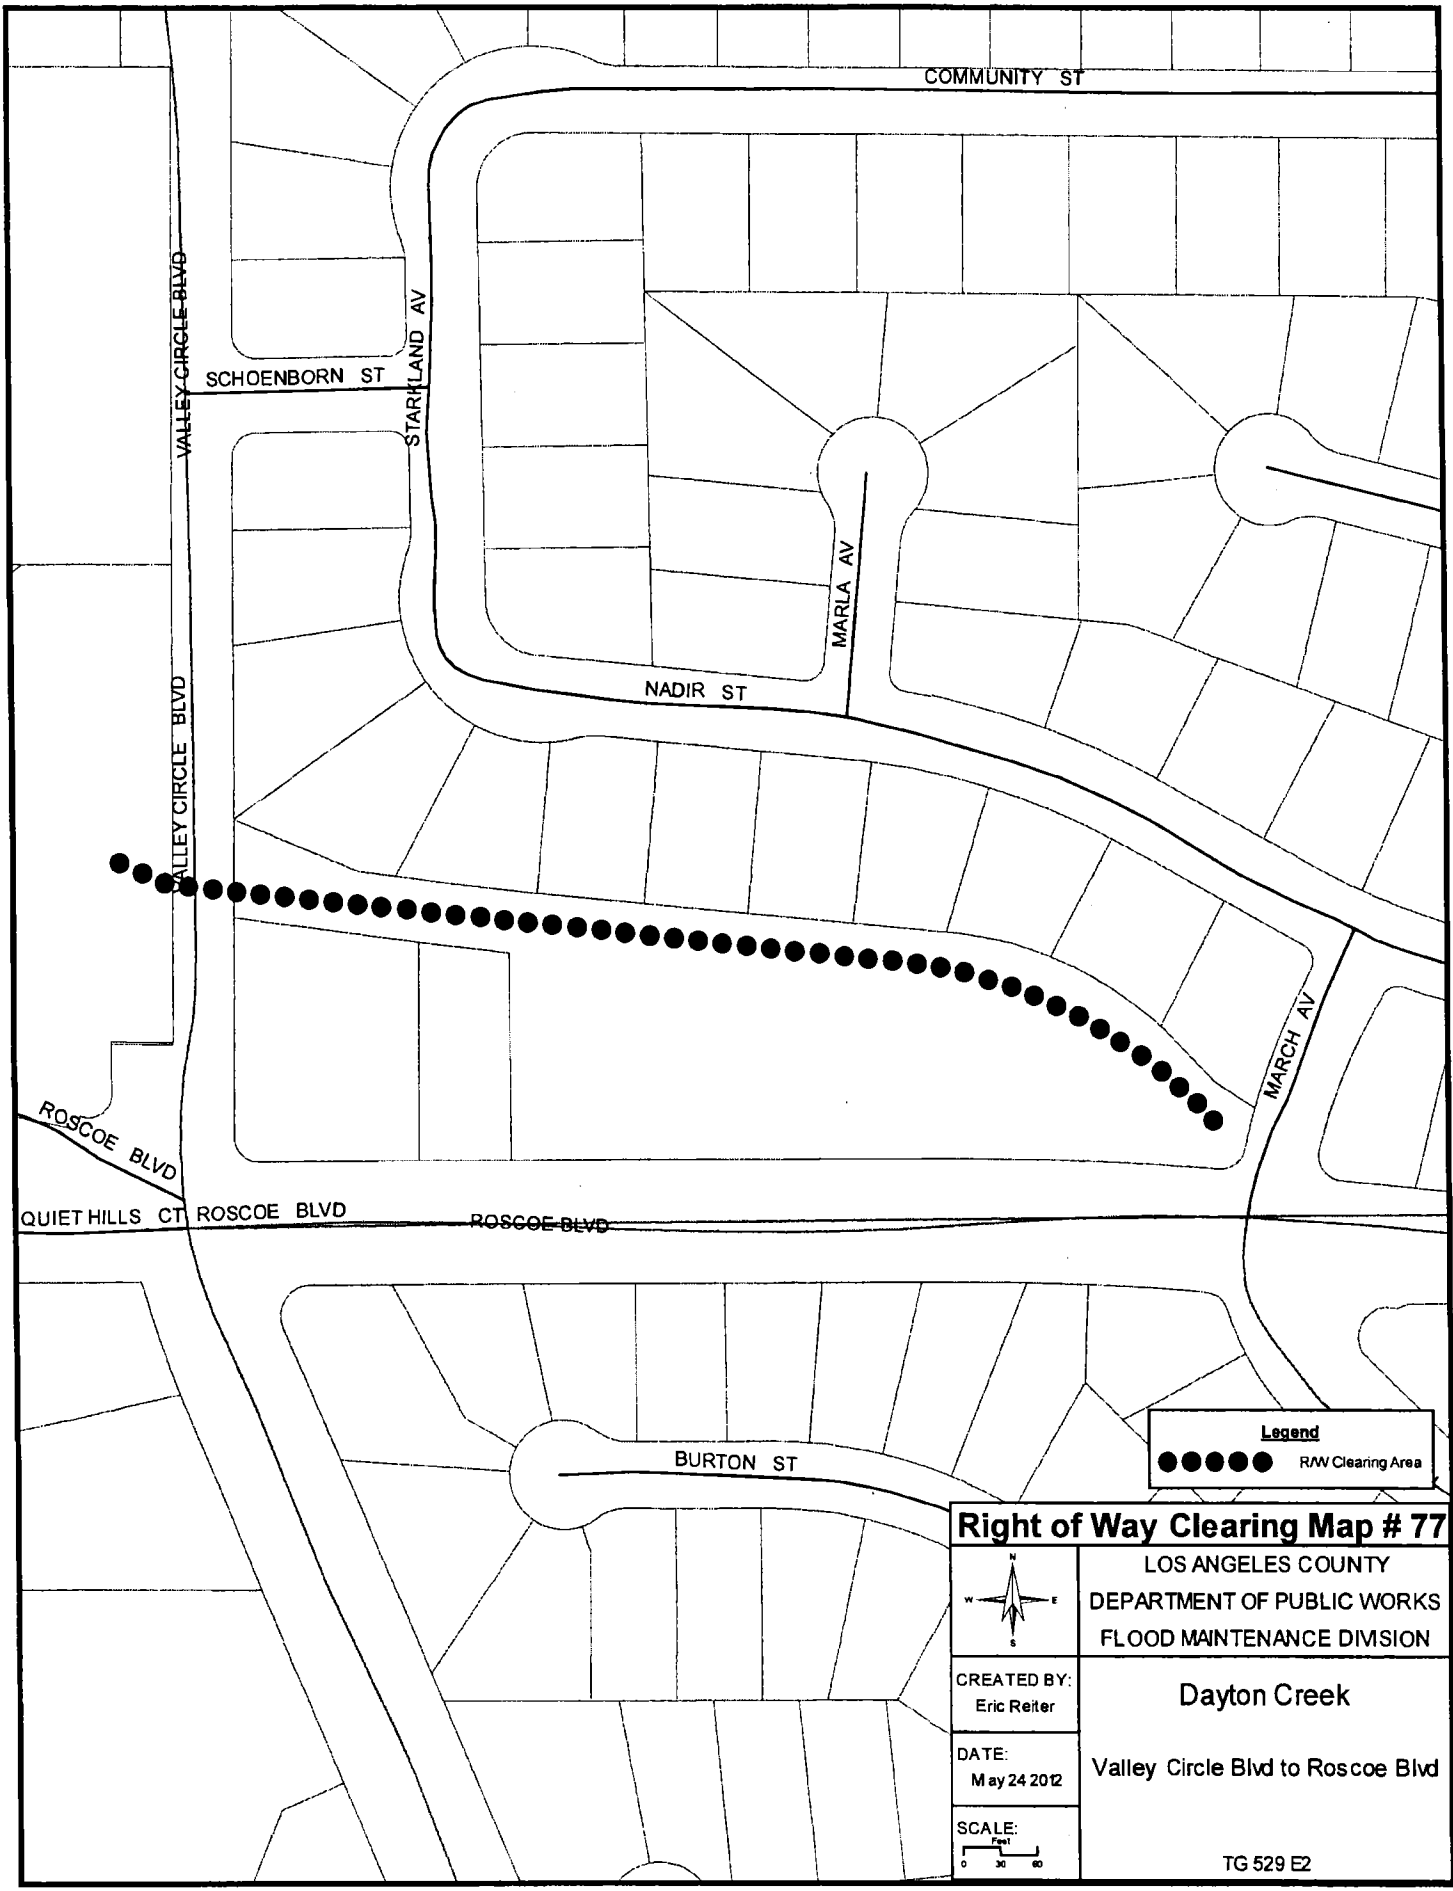 COMMUNITY ST
VALLEY CIRCLE BLVD
STARKLAND AV
SCHOENBORN ST
MARLA AV
NADIR ST
VALLEY CIRCLE BLVD
MARCH AV
ROSCOE BLVD
QUIET HILLS CT
ROSCOE BLVD
ROSCOE BLVD
BURTON ST
Legend
R/W Clearing Area
Right of Way Clearing Map # 77
N
W E
S
LOS ANGELES COUNTY
DEPARTMENT OF PUBLIC WORKS
FLOOD MAINTENANCE DIVISION
CREATED BY:
Eric Reiter
Dayton Creek
DATE:
May 24 2012
Valley Circle Blvd to Roscoe Blvd
SCALE:
Feet
0 30 60
TG 529 E2